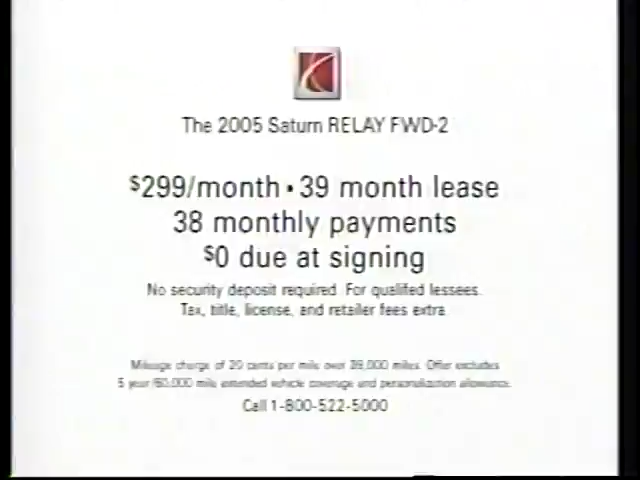 The 2005 Saturn RELAY FWD-2
$299/month • 39 month lease
38 monthly payments
$0 due at signing
No security deposit required. For qualified lessees.
Tax, title, license, and retailer fees extra.
Mileage charge of 20 cents per mile over 39,000 miles. Offer excludes
5 year/60,000 mile extended vehicle coverage and personalization allowance.
Call 1-800-522-5000